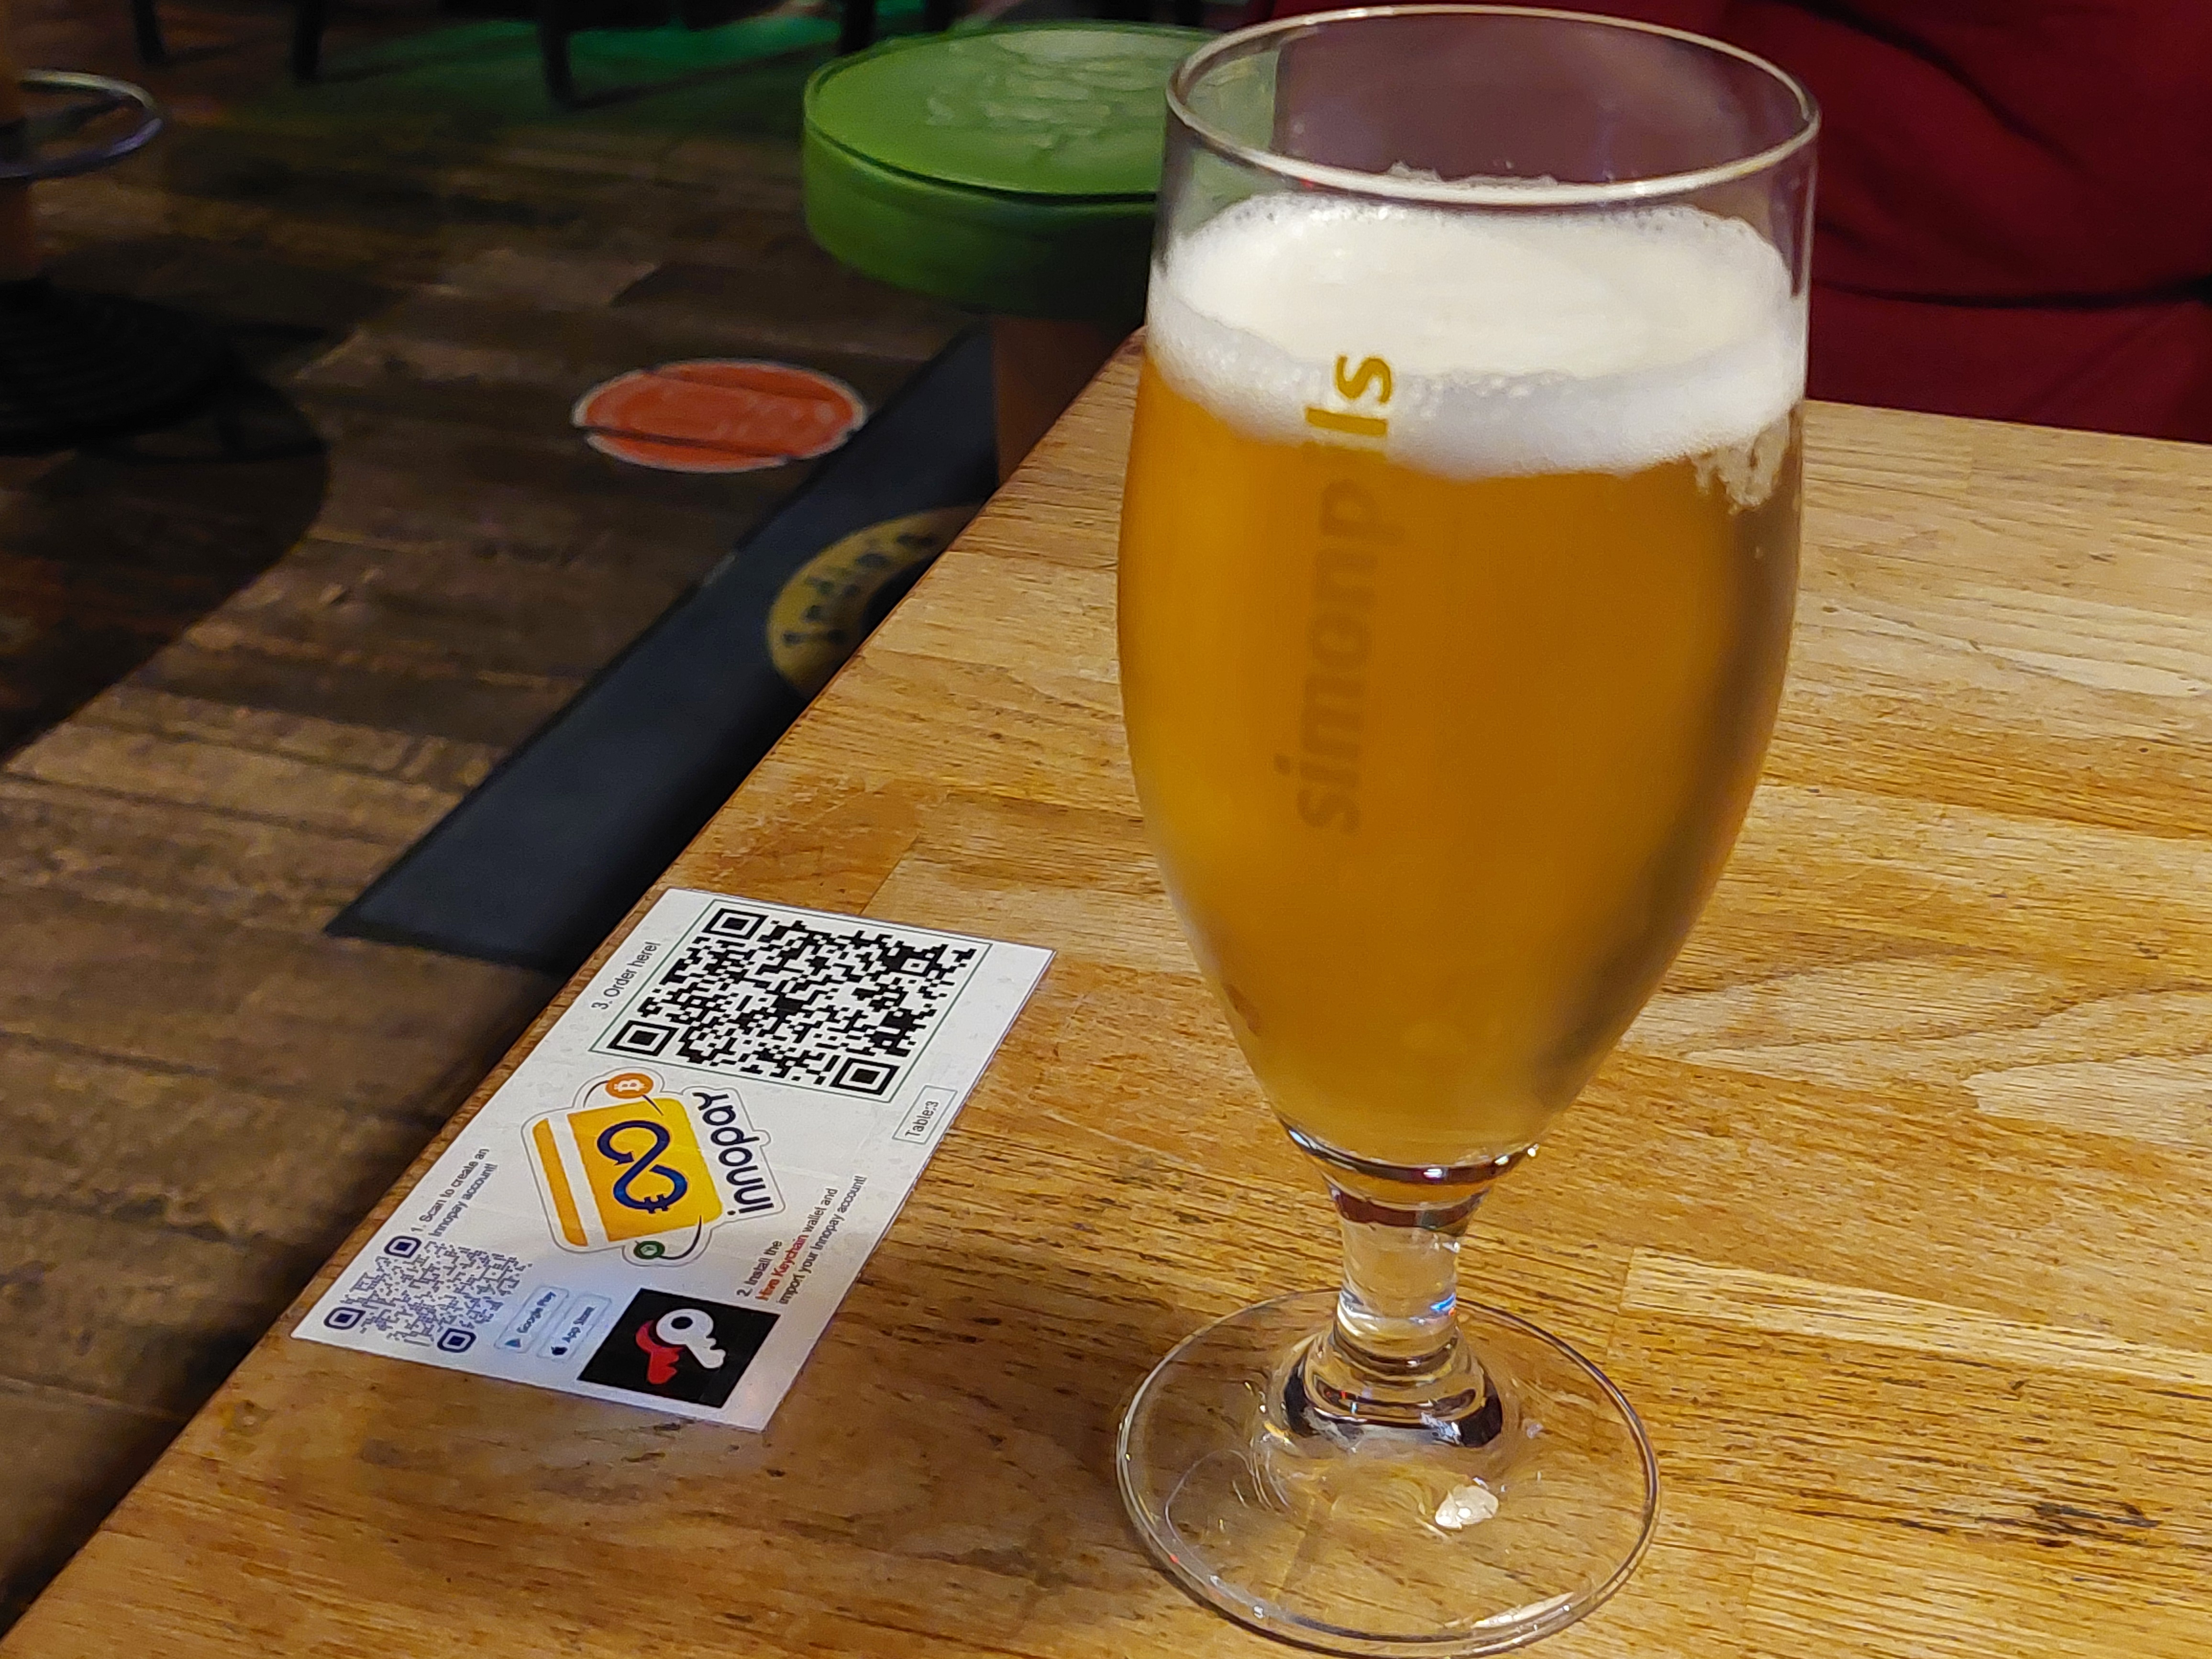 simonpils
3. Order here!
innopay
Table:3
1. Scan to create an
Innopay account!
Google Play
App Store
2. Install the
Hive Keychain wallet and
import your Innopay account!